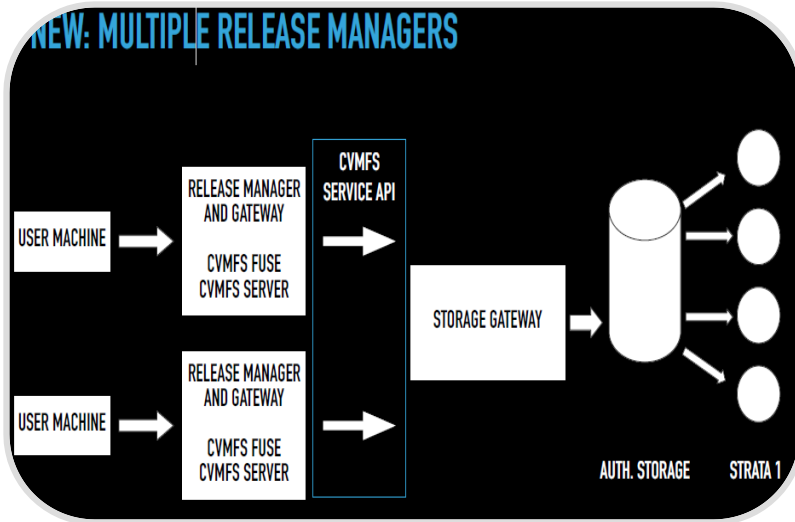 NEW: MULTIPLE RELEASE MANAGERS
CVMFS
SERVICE API
USER MACHINE
RELEASE MANAGER
AND GATEWAY
CVMFS FUSE
CVMFS SERVER
STORAGE GATEWAY
USER MACHINE
RELEASE MANAGER
AND GATEWAY
CVMFS FUSE
CVMFS SERVER
AUTH. STORAGE
STRATA 1